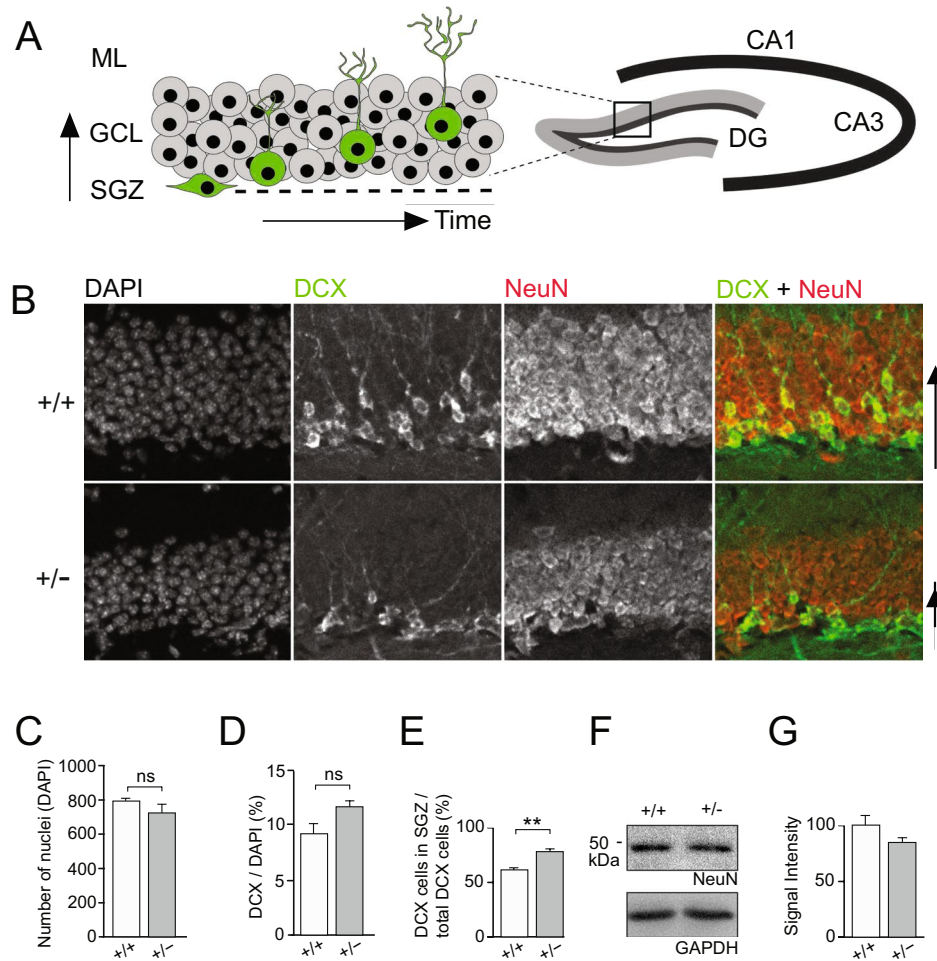 A
ML
GCL
SGZ
Time
CA1
CA3
DG
B
DAPI DCX NeuN DCX + NeuN
+/+
+/−
C
Number of nuclei (DAPI)
1000
800
600
400
200
0
ns
+/+ +/−
D
DCX / DAPI (%)
15
10
5
0
ns
+/+ +/−
E
DCX cells in SGZ /
total DCX cells (%)
100
50
0
**
+/+ +/−
F
+/+ +/-
50 -
kDa
NeuN
GAPDH
G
Signal Intensity
100
50
0
+/+ +/−